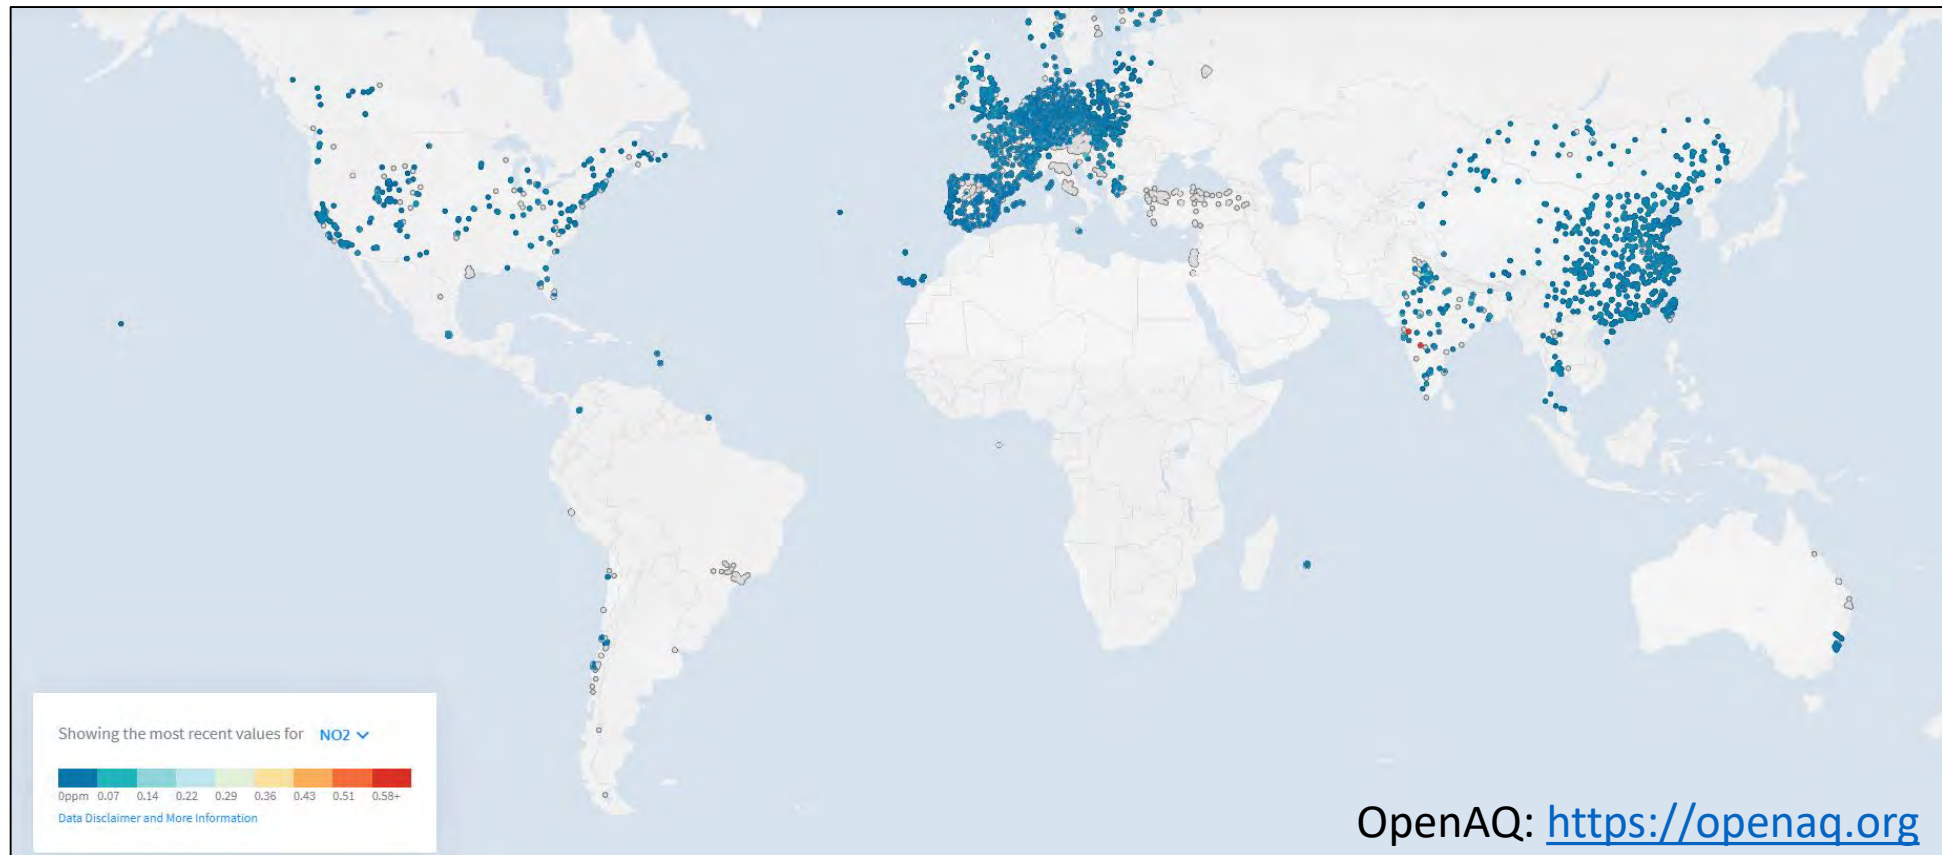 Showing the most recent values for NO2
0ppm 0.07 0.14 0.22 0.29 0.36 0.43 0.51 0.58+
Data Disclaimer and More Information
OpenAQ: https://openaq.org